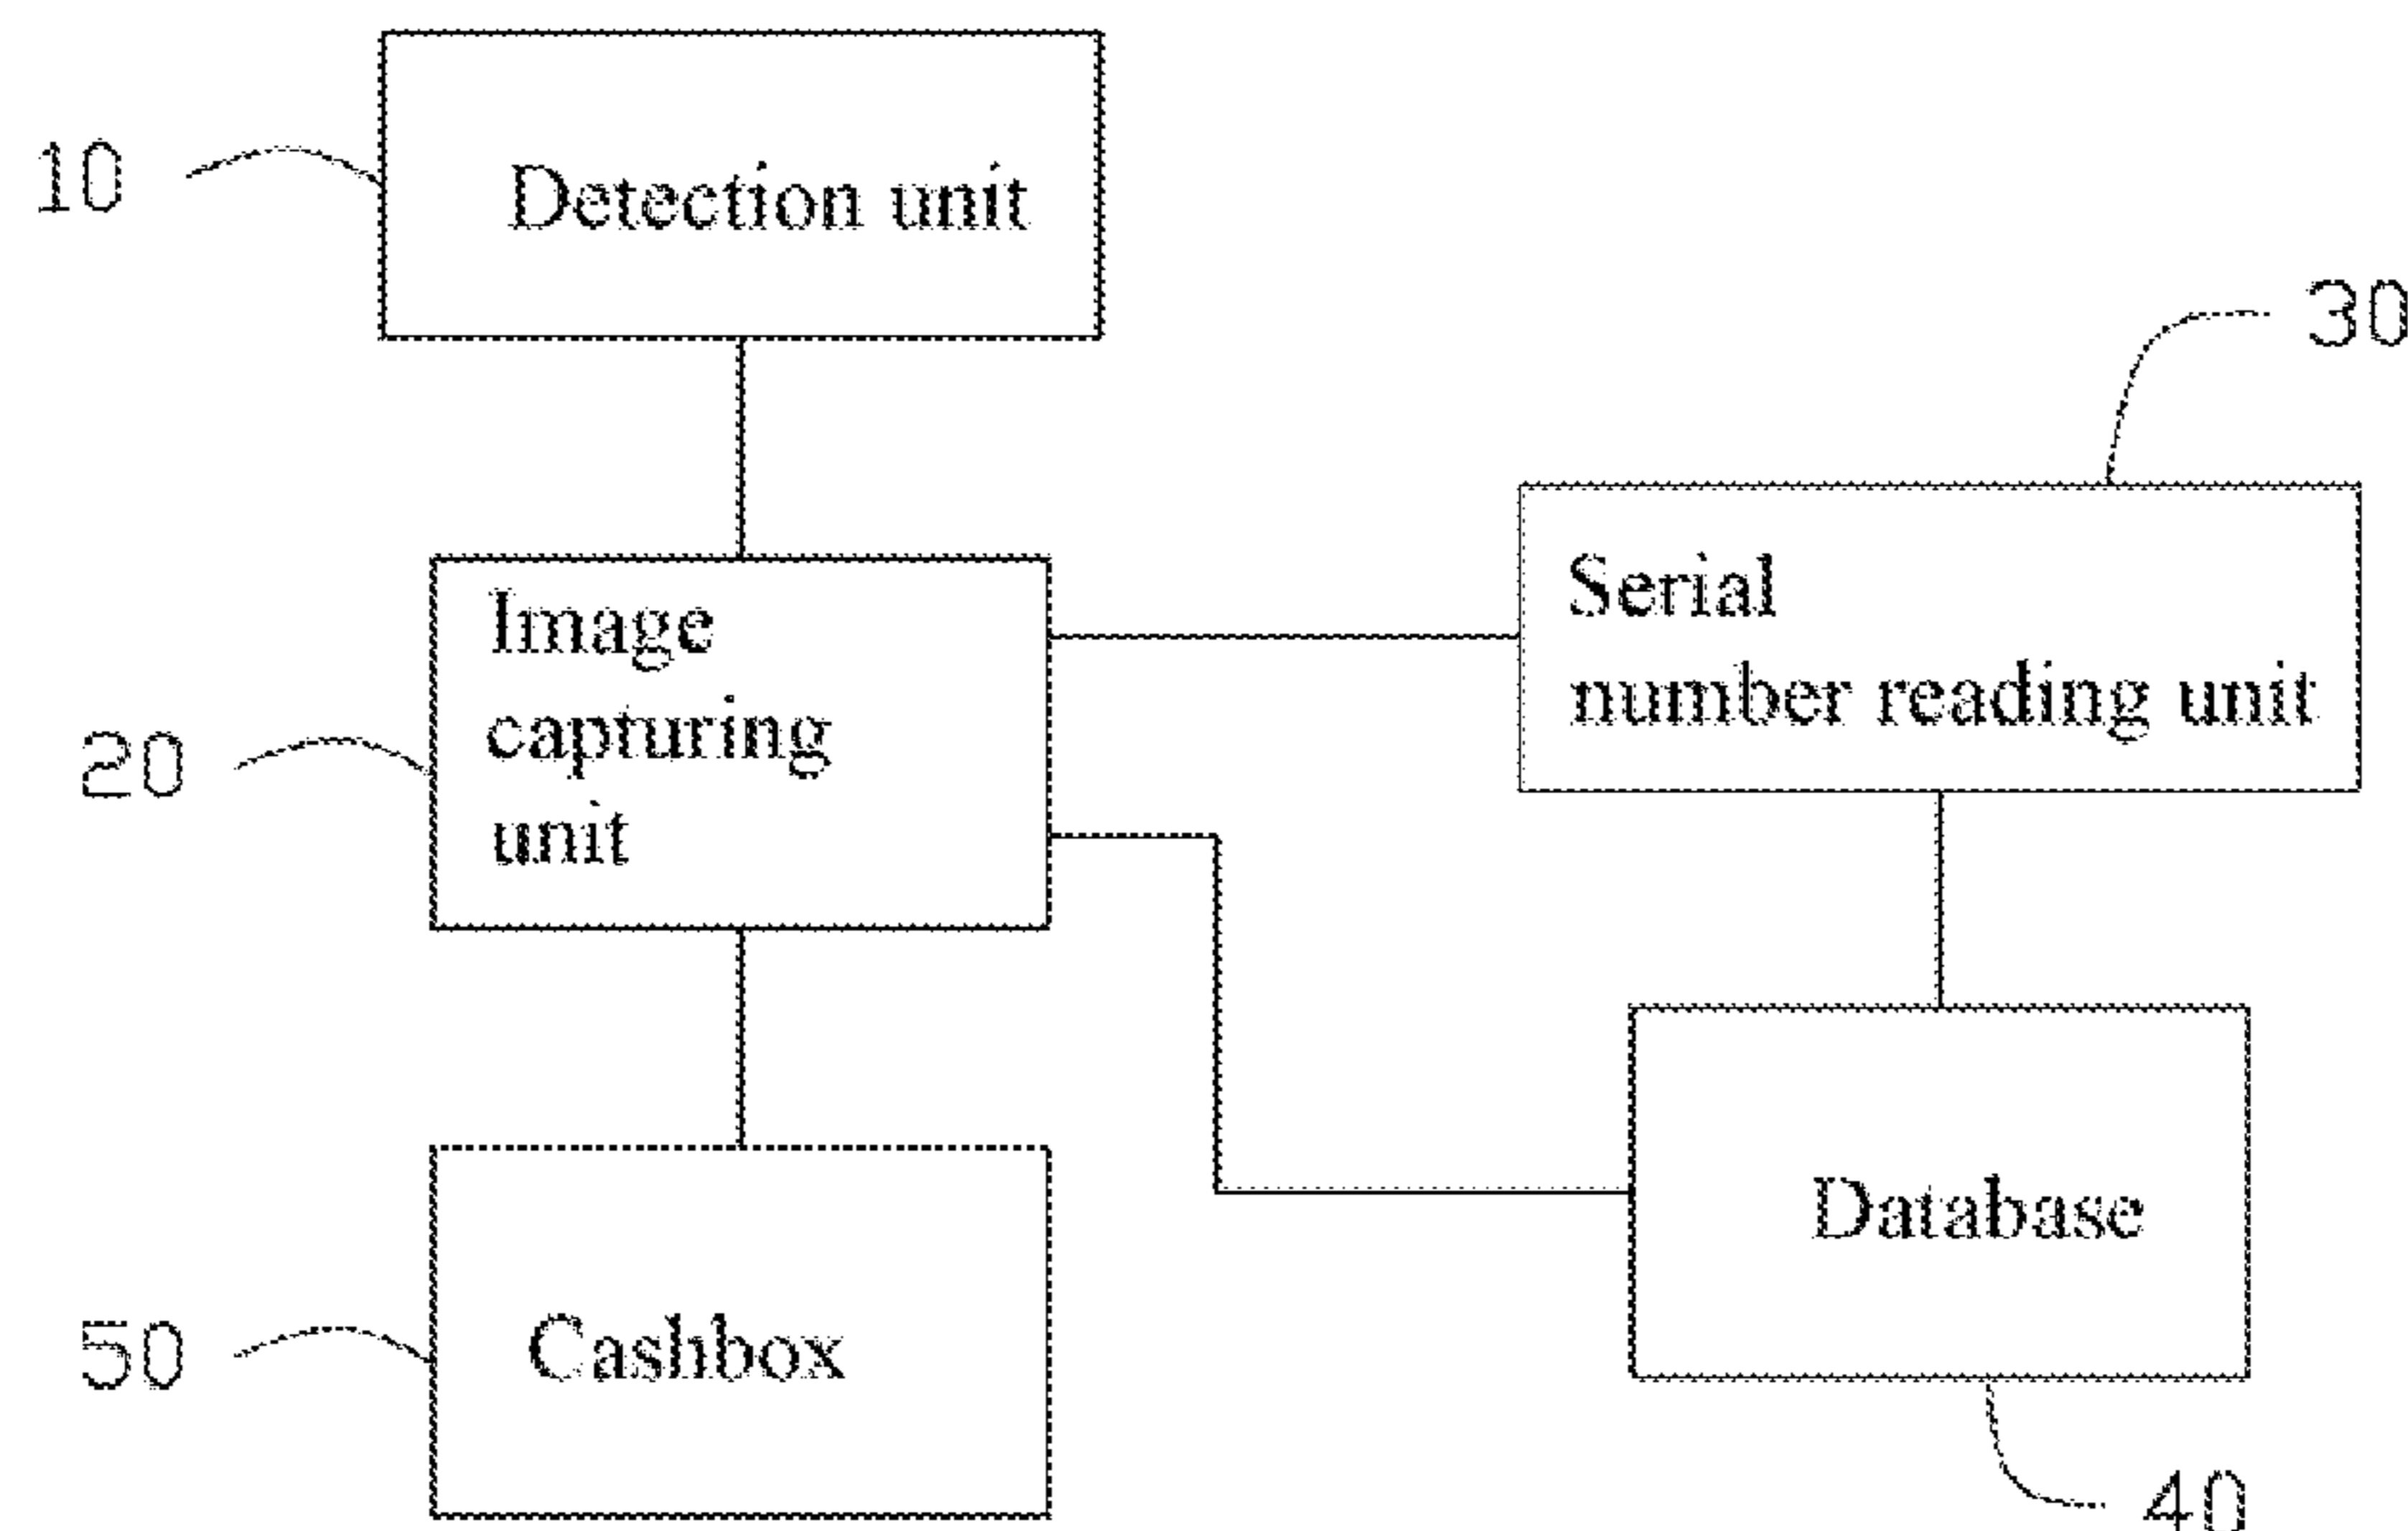 10
Detection unit
30
Image
capturing
unit
20
Serial
number reading unit
Cashbox
50
Database
40